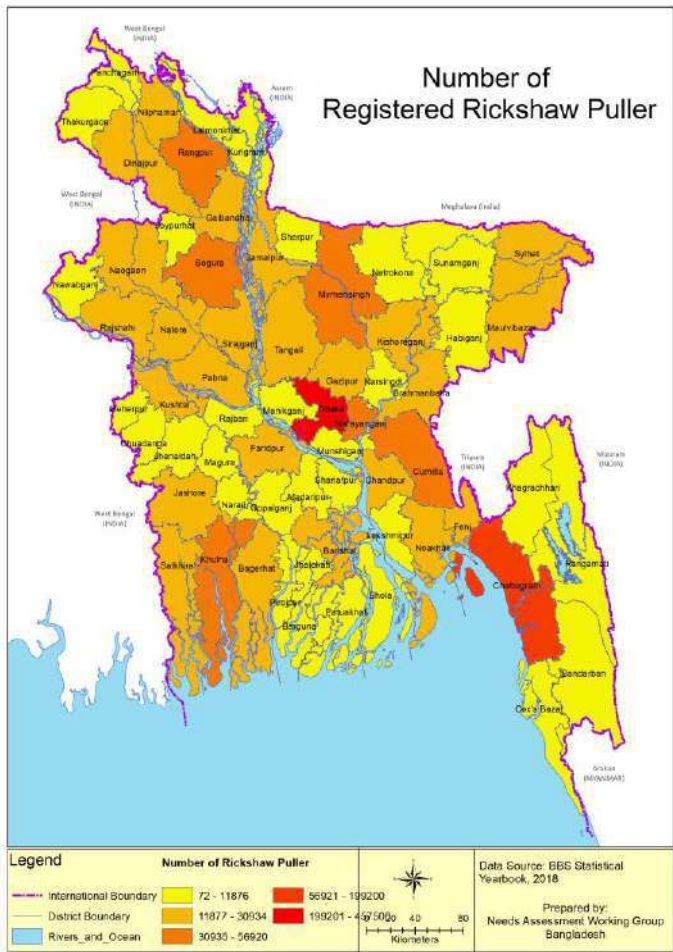 Number of
Registered Rickshaw Puller
West Bengal
(INDIA)
Assam
(INDIA)
Panchagarh
Thakurgaon
Nilphamari
Lalmonirhat
Rangpur
Kurigram
Dinajpur
West Bengal
(INDIA)
Meghalaya (India)
Gaibandha
Joypurhat
Sherpur
Bogura
Jamalpur
Naogaon
Mymensingh
Netrokona
Sunamganj
Sylhet
Nawabganj
Rajshahi
Natore
Sirajganj
Tangail
Kishoreganj
Habiganj
Maulvibazar
Pabna
Gazipur
Narsingdi
Brahmanbaria
Meherpur
Kushtia
Manikganj
Dhaka
Narayanganj
Chuadanga
Rajbari
Jhenaidah
Magura
Faridpur
Munshiganj
Cumilla
Tripura
(INDIA)
Mizoram
(INDIA)
Khagrachhari
Shariatpur
Chandpur
Jashore
Narail
Gopalganj
Madaripur
West Bengal
(INDIA)
Lakshmipur
Noakhali
Feni
Rangamati
Satkhira
Khulna
Bagerhat
Jhalokati
Barishal
Chattogram
Pirojpur
Patuakhali
Bhola
Barguna
Bandarban
Cox's Bazar
Arakan
(MYANMAR)
Legend
Number of Rickshaw Puller
International Boundary
District Boundary
Rivers_and_Ocean
72 - 11876
11877 - 30934
30935 - 56920
56921 - 199200
199201 - 457500
0 20 40 80
Kilometers
Data Source: BBS Statistical
Yearbook, 2018
Prepared by:
Needs Assessment Working Group
Bangladesh